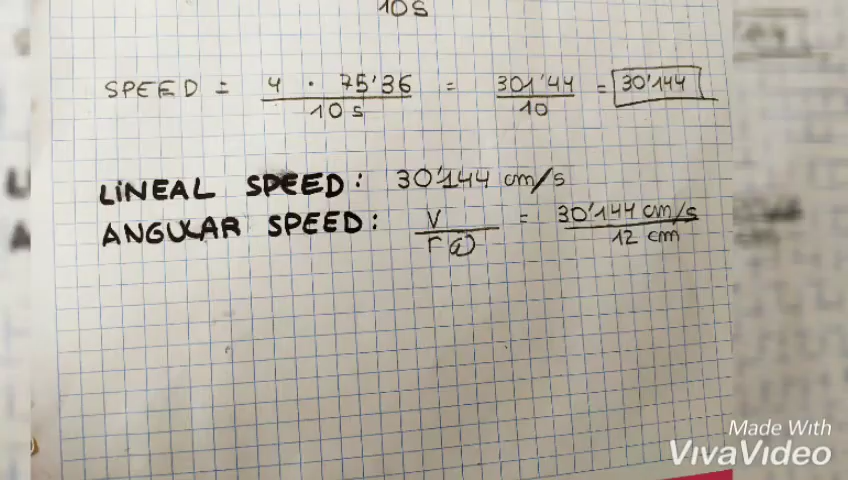 10 S
SPEED = 4 · 75'36 / 10 s = 301'44 / 10 = 30'144
LINEAL SPEED: 30'144 cm/s
ANGULAR SPEED: V / r = 30'144 cm/s / 12 cm
Made With
VivaVideo